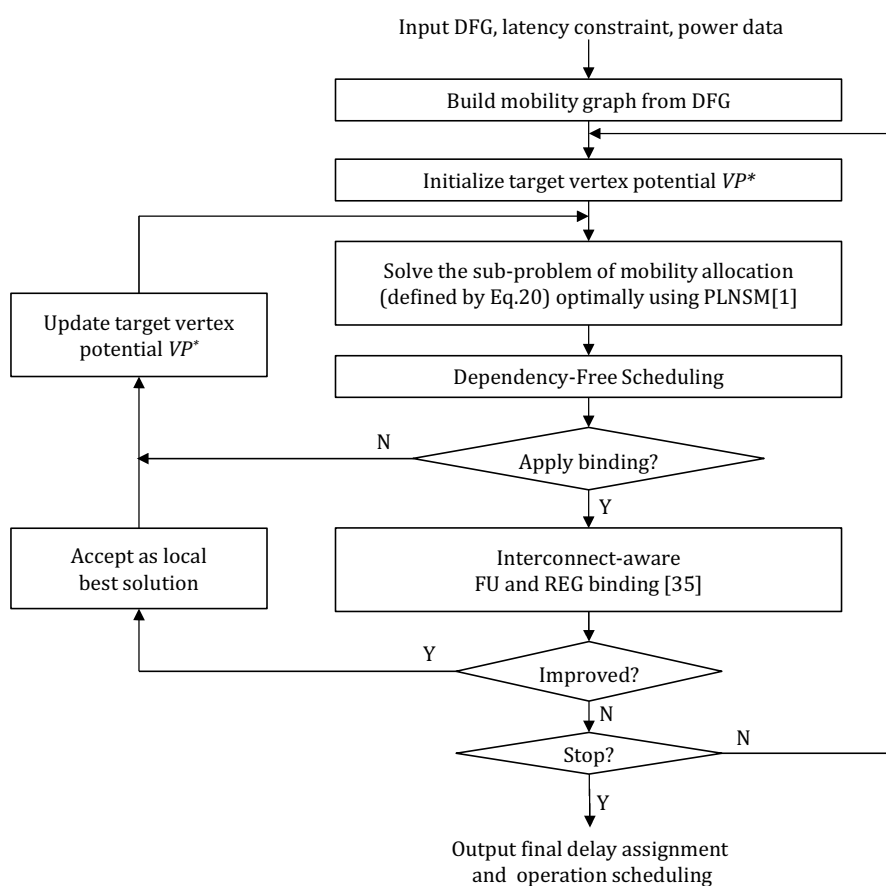 Input DFG, latency constraint, power data
Build mobility graph from DFG
Initialize target vertex potential VP*
Solve the sub-problem of mobility allocation
(defined by Eq.20) optimally using PLNSM[1]
Update target vertex
potential VP*
Dependency-Free Scheduling
N
Apply binding?
Y
Accept as local
best solution
Interconnect-aware
FU and REG binding [35]
Y
Improved?
N
Stop?
N
Y
Output final delay assignment
and operation scheduling